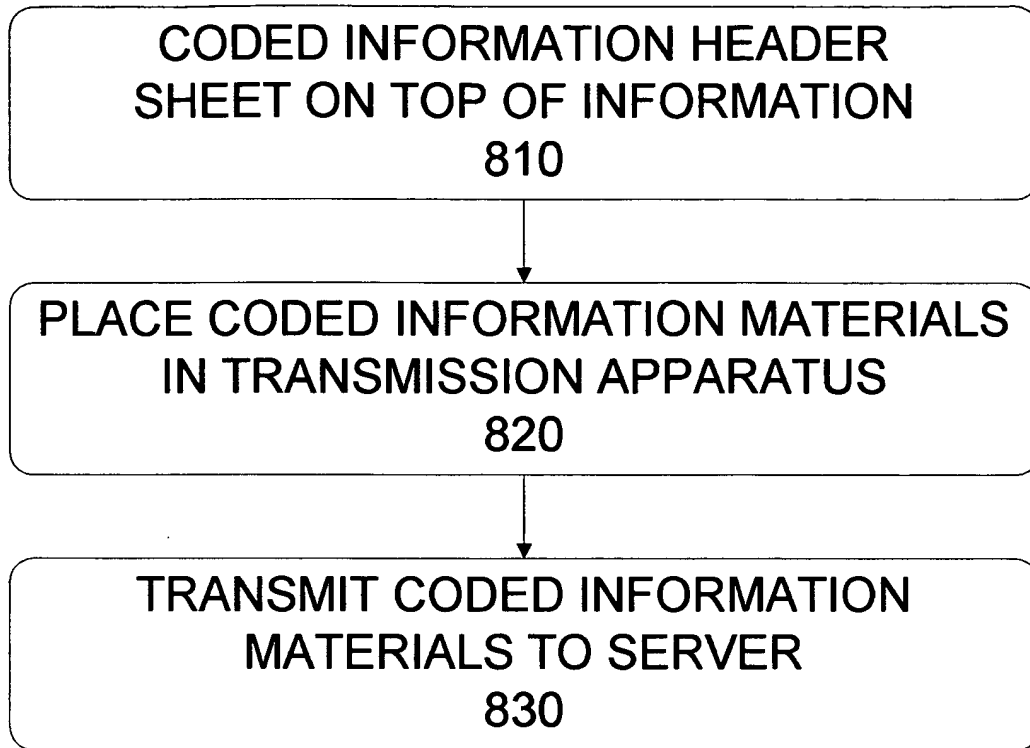 CODED INFORMATION HEADER
SHEET ON TOP OF INFORMATION
810
PLACE CODED INFORMATION MATERIALS
IN TRANSMISSION APPARATUS
820
TRANSMIT CODED INFORMATION
MATERIALS TO SERVER
830